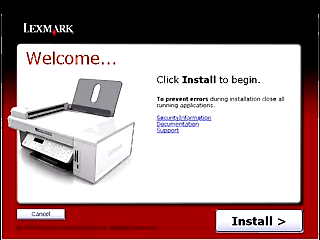 LEXMARK
Welcome...
Click Install to begin.
To prevent errors during installation close all
running applications.
SecurityInformation
Documentation
Support
Cancel
Install >